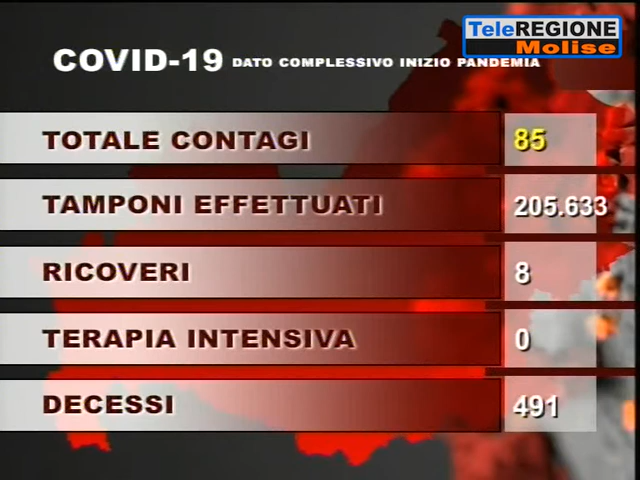 TeleREGIONE
Molise
COVID-19 DATO COMPLESSIVO INIZIO PANDEMIA
TOTALE CONTAGI 85
TAMPONI EFFETTUATI 205.633
RICOVERI 8
TERAPIA INTENSIVA 0
DECESSI 491